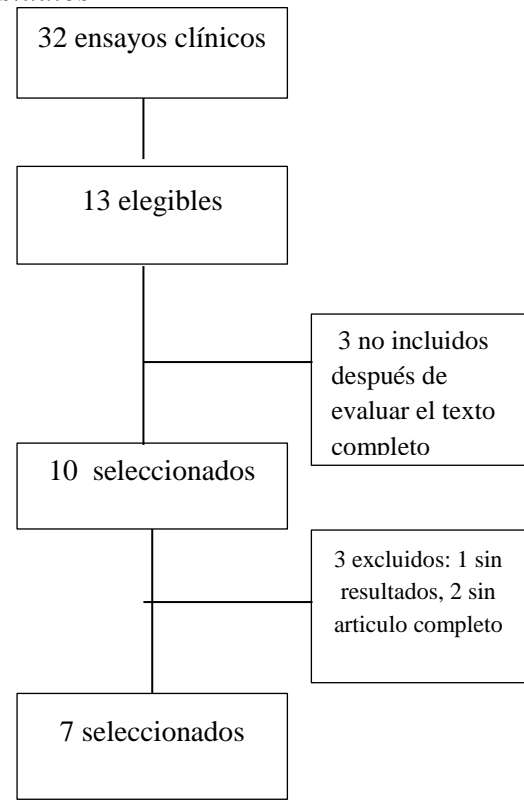 32 ensayos clínicos
13 elegibles
3 no incluidos
después de
evaluar el texto
completo
10 seleccionados
3 excluidos: 1 sin
resultados, 2 sin
articulo completo
7 seleccionados